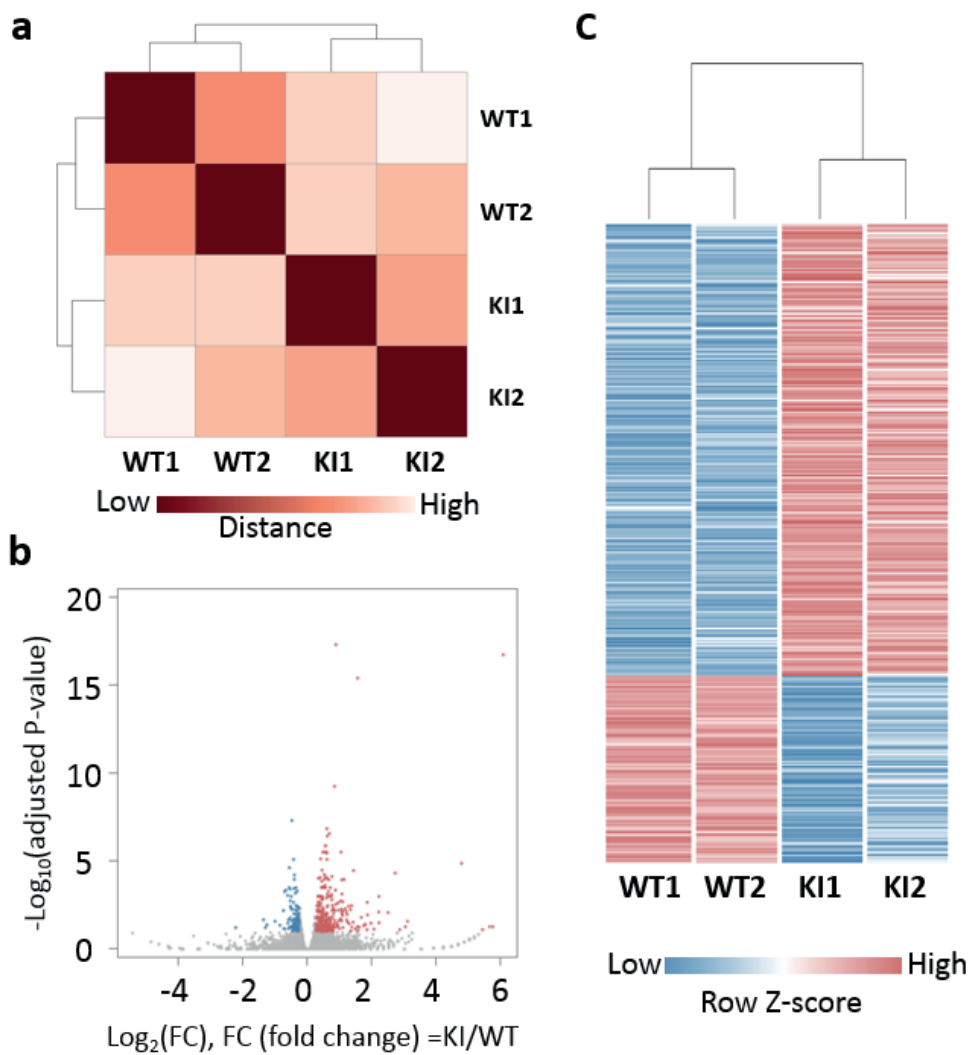 a
WT1
WT2
KI1
KI2
WT1 WT2 KI1 KI2
Low High
Distance
b
20
15
10
5
0
-Log₁₀(adjusted P-value)
-4 -2 0 2 4 6
Log₂(FC), FC (fold change) =KI/WT
C
WT1 WT2 KI1 KI2
Low High
Row Z-score